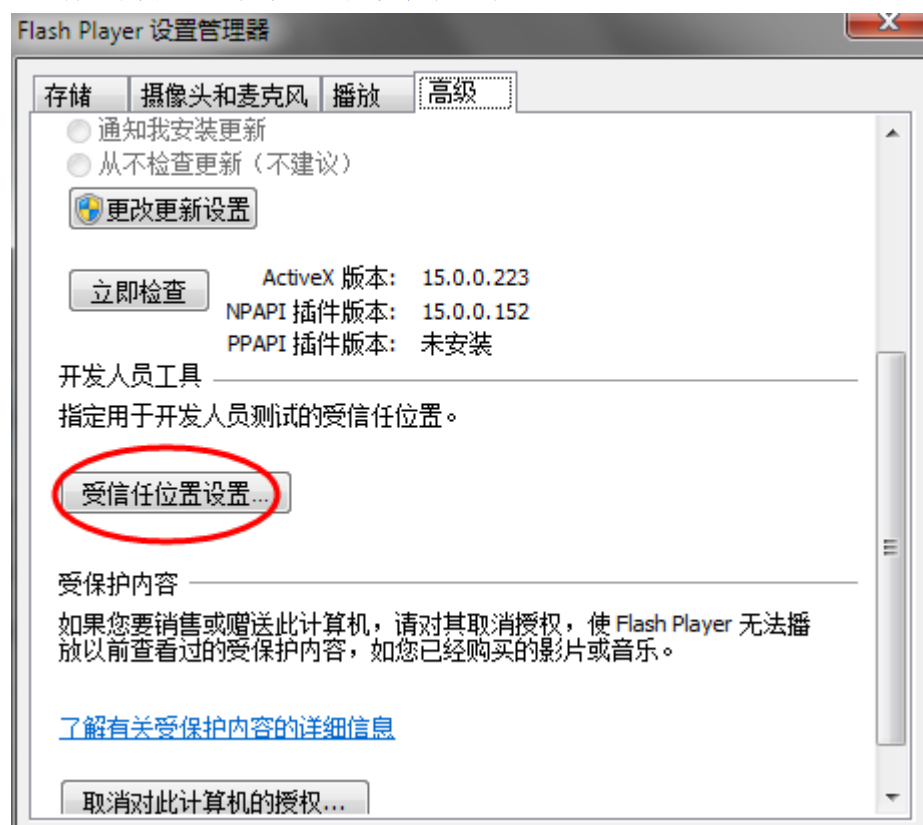 Flash Player 设置管理器
存储 摄像头和麦克风 播放 高级
通知我安装更新
从不检查更新（不建议）
更改更新设置
立即检查 ActiveX 版本: 15.0.0.223
NPAPI 插件版本: 15.0.0.152
PPAPI 插件版本: 未安装
开发人员工具
指定用于开发人员测试的受信任位置。
受信任位置设置...
受保护内容
如果您要销售或赠送此计算机，请对其取消授权，使 Flash Player 无法播
放以前查看过的受保护内容，如您已经购买的影片或音乐。
了解有关受保护内容的详细信息
取消对此计算机的授权...